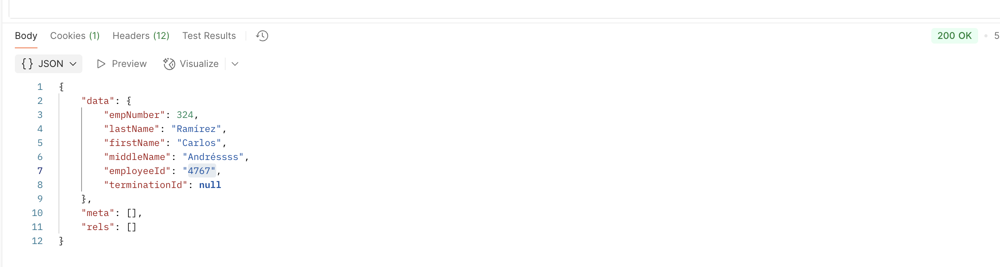 Body Cookies (1) Headers (12) Test Results 200 OK • 5
{} JSON Preview Visualize
1 {
2 "data": {
3 "empNumber": 324,
4 "lastName": "Ramírez",
5 "firstName": "Carlos",
6 "middleName": "Andréssss",
7 "employeeId": "4767",
8 "terminationId": null
9 },
10 "meta": [],
11 "rels": []
12 }